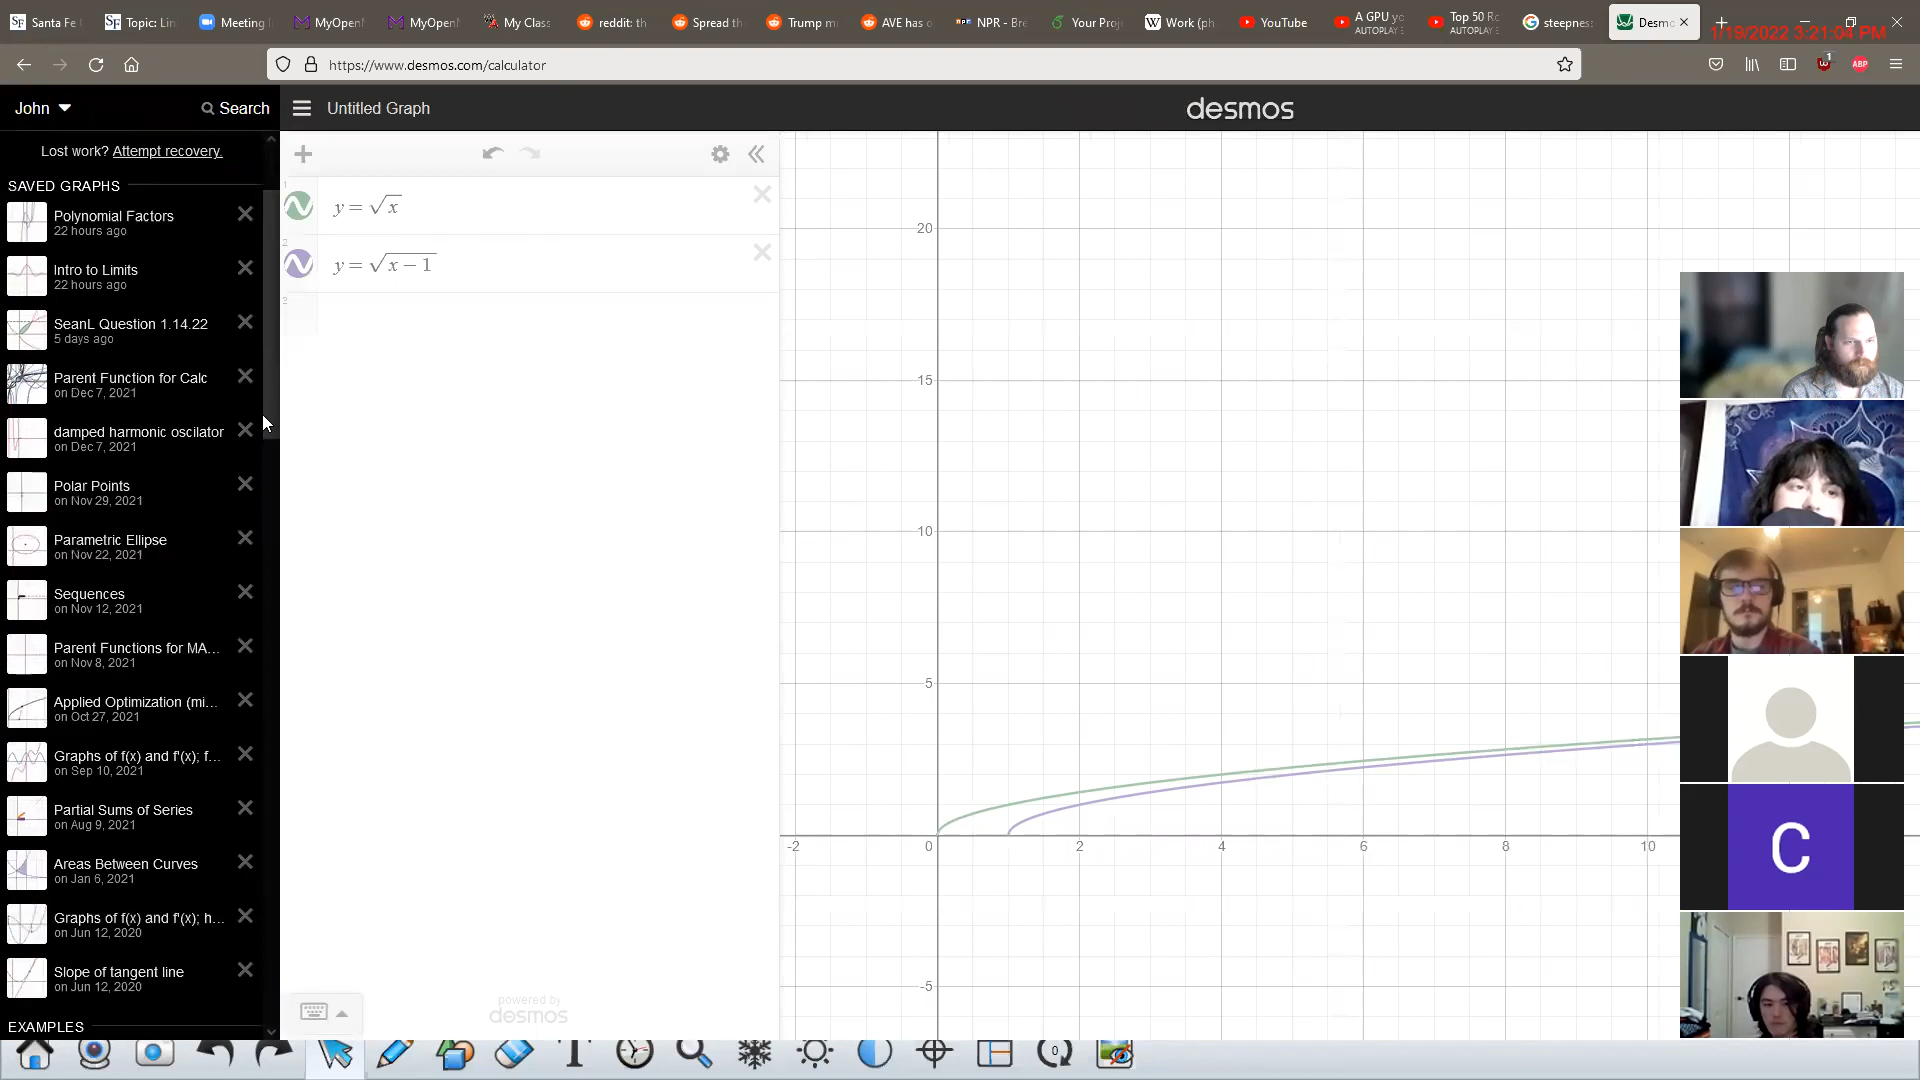 Santa Fe
Topic: Lin
Meeting
MyOpen
MyOpen
My Class
reddit: th
Spread th
Trump m
AVE has o
NPR - Bre
Your Proj
Work (ph
YouTube
A GPU yo
AUTOPLAY
Top 50 Ro
AUTOPLAY
steepness
Desmo
1/19/2022 3:21:04 PM
https://www.desmos.com/calculator
1
ABP
John
Search
Untitled Graph
desmos
Lost work? Attempt recovery.
SAVED GRAPHS
Polynomial Factors
22 hours ago
Intro to Limits
22 hours ago
SeanL Question 1.14.22
5 days ago
Parent Function for Calc
on Dec 7, 2021
damped harmonic oscilator
on Dec 7, 2021
Polar Points
on Nov 29, 2021
Parametric Ellipse
on Nov 22, 2021
Sequences
on Nov 12, 2021
Parent Functions for MA...
on Nov 8, 2021
Applied Optimization (mi...
on Oct 27, 2021
Graphs of f(x) and f'(x); f...
on Sep 10, 2021
Partial Sums of Series
on Aug 9, 2021
Areas Between Curves
on Jan 6, 2021
Graphs of f(x) and f'(x); h...
on Jun 12, 2020
Slope of tangent line
on Jun 12, 2020
EXAMPLES
1
y = √x
2
y = √(x − 1)
powered by
desmos
20
15
10
5
-2 0 2 4 6 8 10
-5
C
T
0